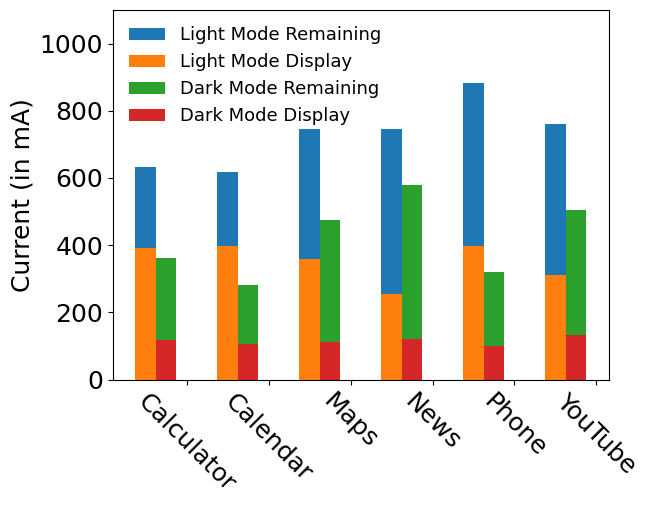 Current (in mA)
1000
800
600
400
200
0
Light Mode Remaining
Light Mode Display
Dark Mode Remaining
Dark Mode Display
Calculator
Calendar
Maps
News
Phone
YouTube